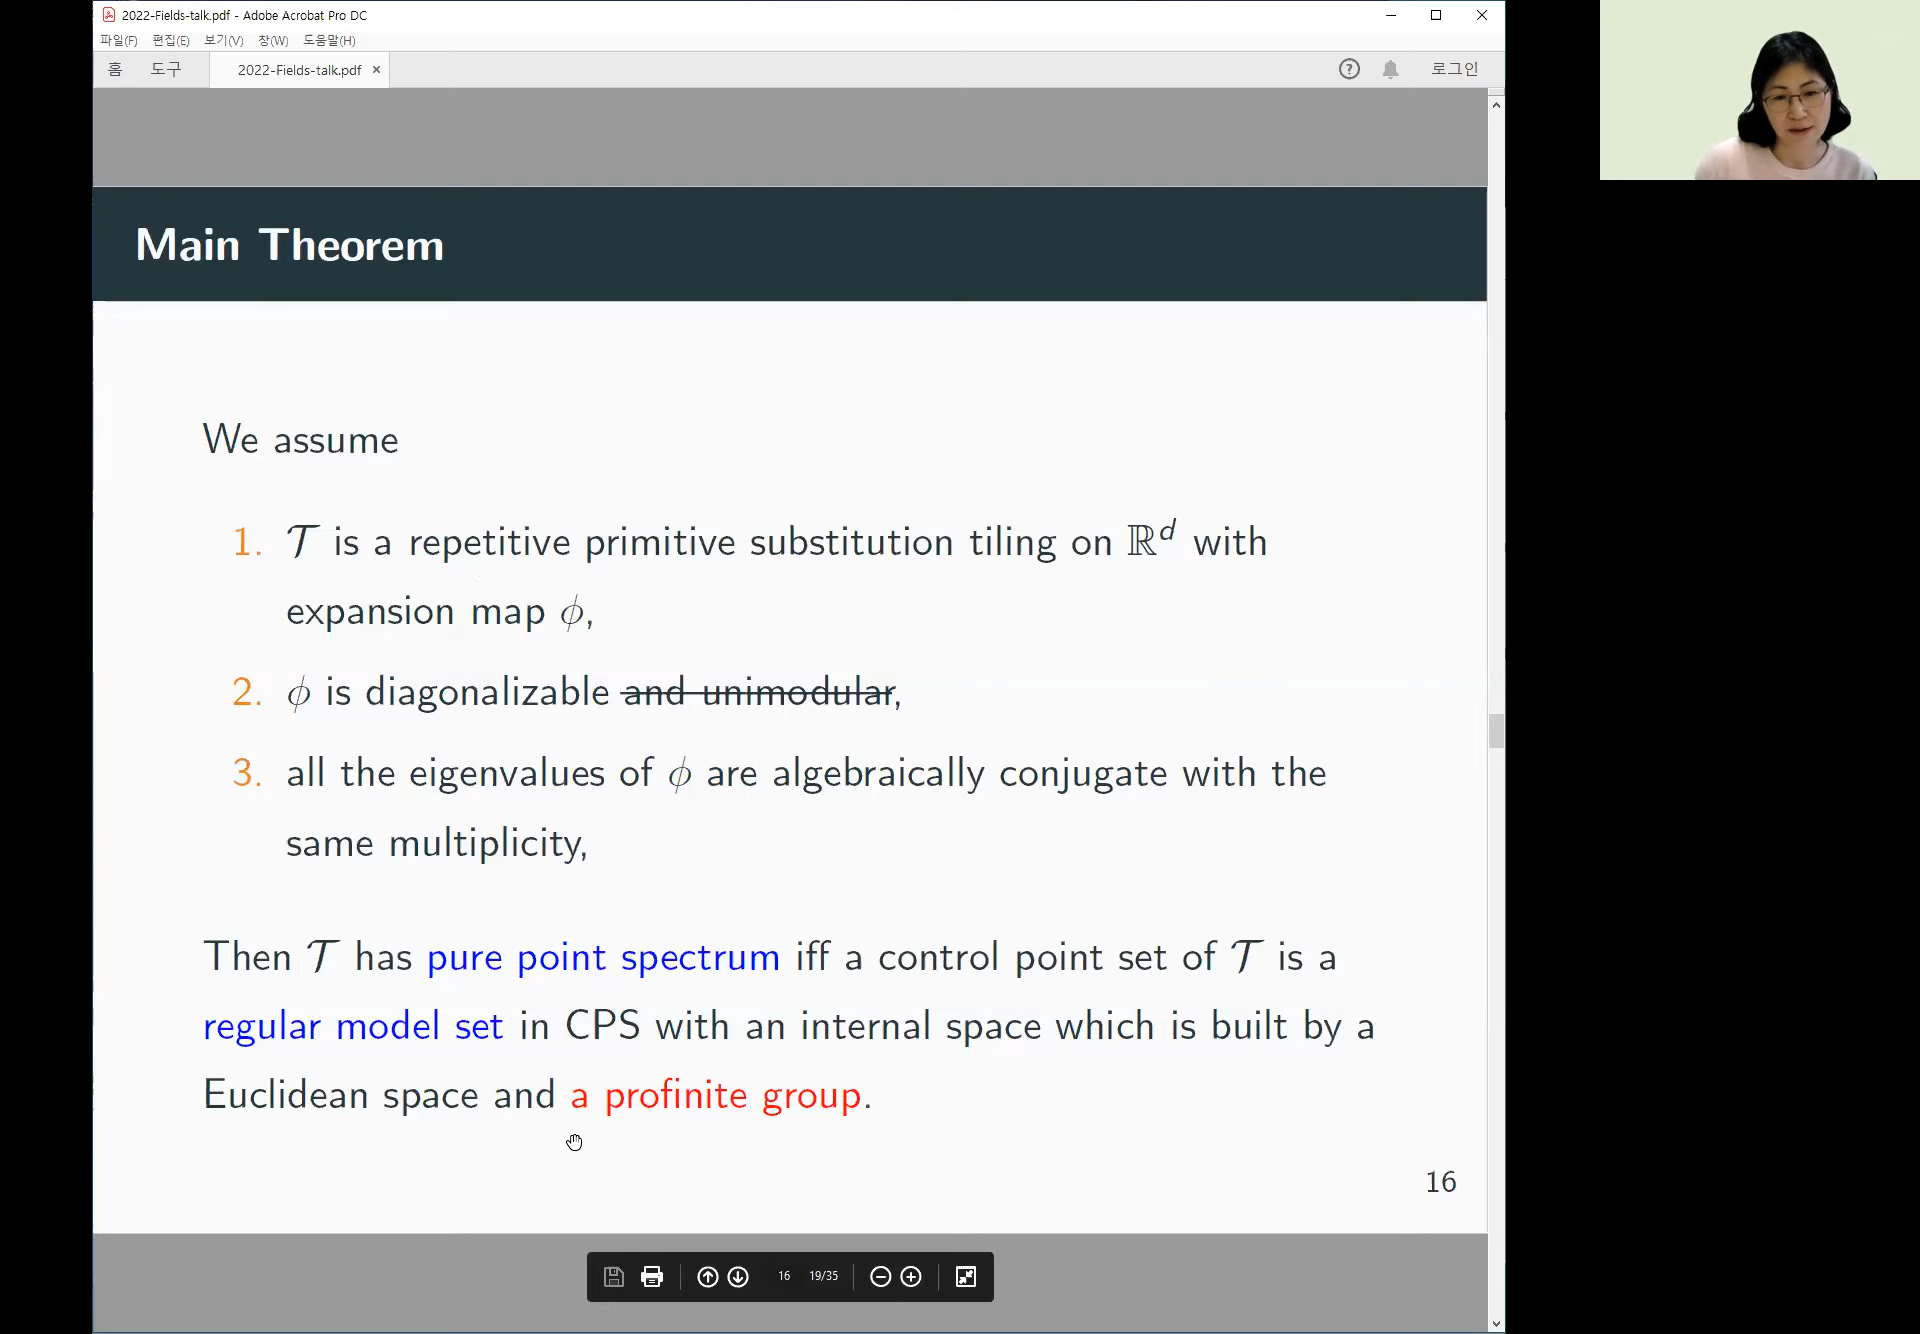 2022-Fields-talk.pdf - Adobe Acrobat Pro DC
파일(F) 편집(E) 보기(V) 창(W) 도움말(H)
홈 도구 2022-Fields-talk.pdf × 로그인
Main Theorem
We assume
1. 𝒯 is a repetitive primitive substitution tiling on ℝᵈ with
expansion map ϕ,
2. ϕ is diagonalizable and unimodular,
3. all the eigenvalues of ϕ are algebraically conjugate with the
same multiplicity,
Then 𝒯 has pure point spectrum iff a control point set of 𝒯 is a
regular model set in CPS with an internal space which is built by a
Euclidean space and a profinite group.
16
16 19/35